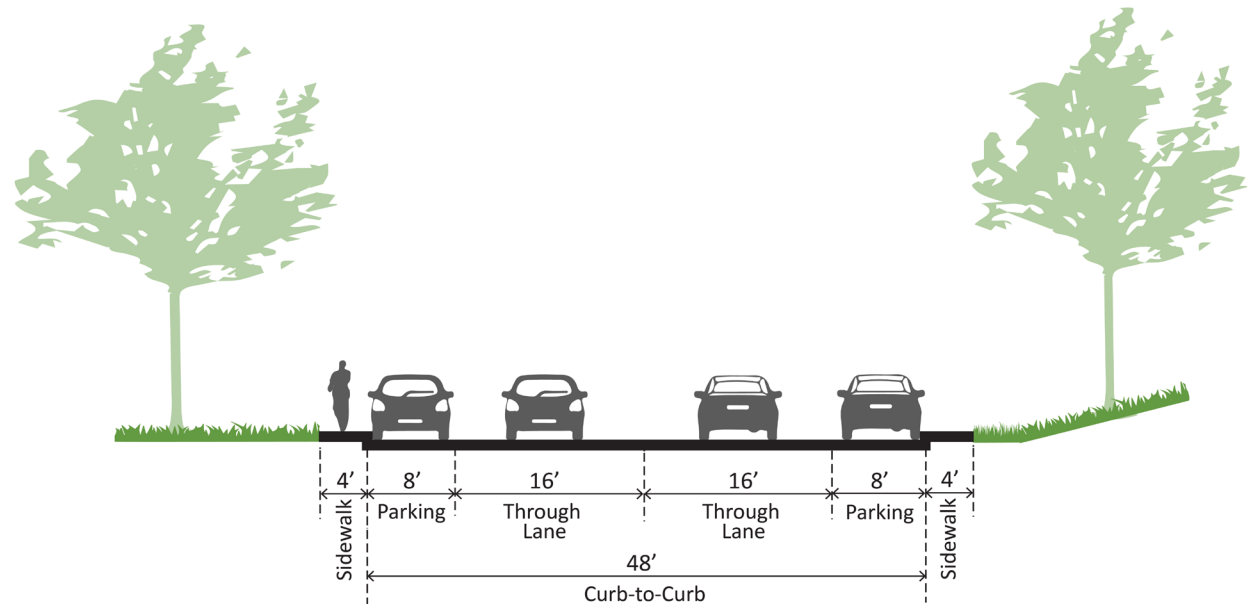 4’ 8’ 16’ 16’ 8’ 4’
Sidewalk Parking Through Through Parking Sidewalk
Lane Lane
48’
Curb-to-Curb